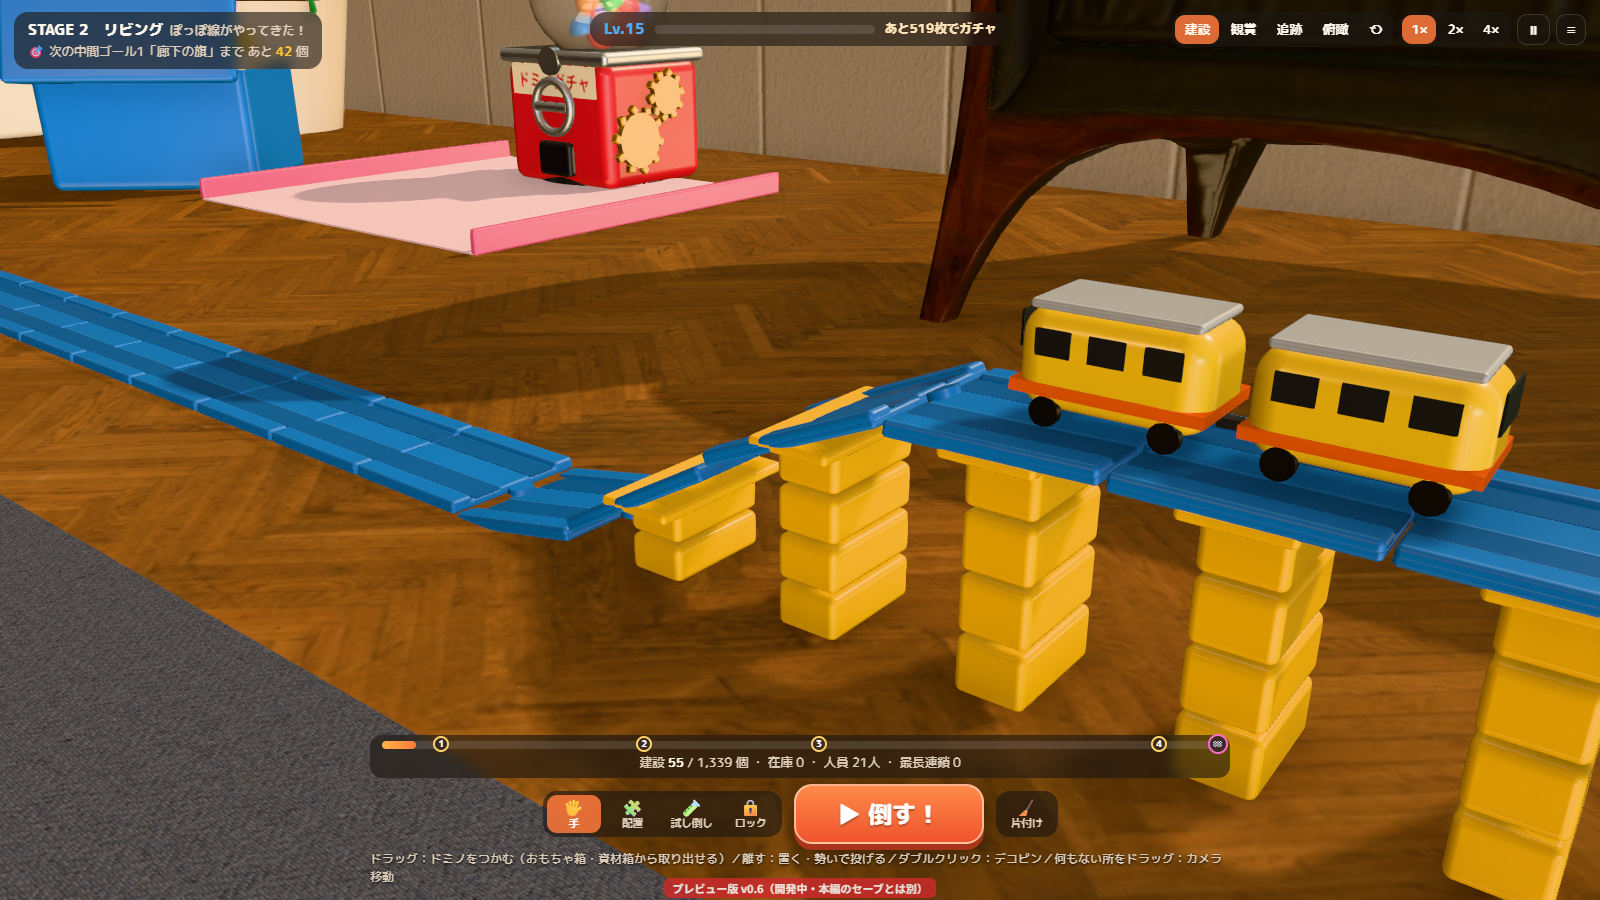 STAGE 2 リビング ぽっぽ線がやってきた！
🎯 次の中間ゴール1「廊下の旗」まで あと 42 個
Lv.15
あと519枚でガチャ
建設 観賞 追跡 俯瞰
1× 2× 4×
ガチャ
1 2 3 4
建設 55 / 1,339 個 ・ 在庫 0 ・ 人員 21人 ・ 最長連鎖 0
手
配置
試し倒し
ロック
▶ 倒す！
片付け
ドラッグ：ドミノをつかむ（おもちゃ箱・資材箱から取り出せる）／離す：置く・勢いで投げる／ダブルクリック：デコピン／何もない所をドラッグ：カメラ
移動
プレビュー版 v0.6（開発中・本編のセーブとは別）